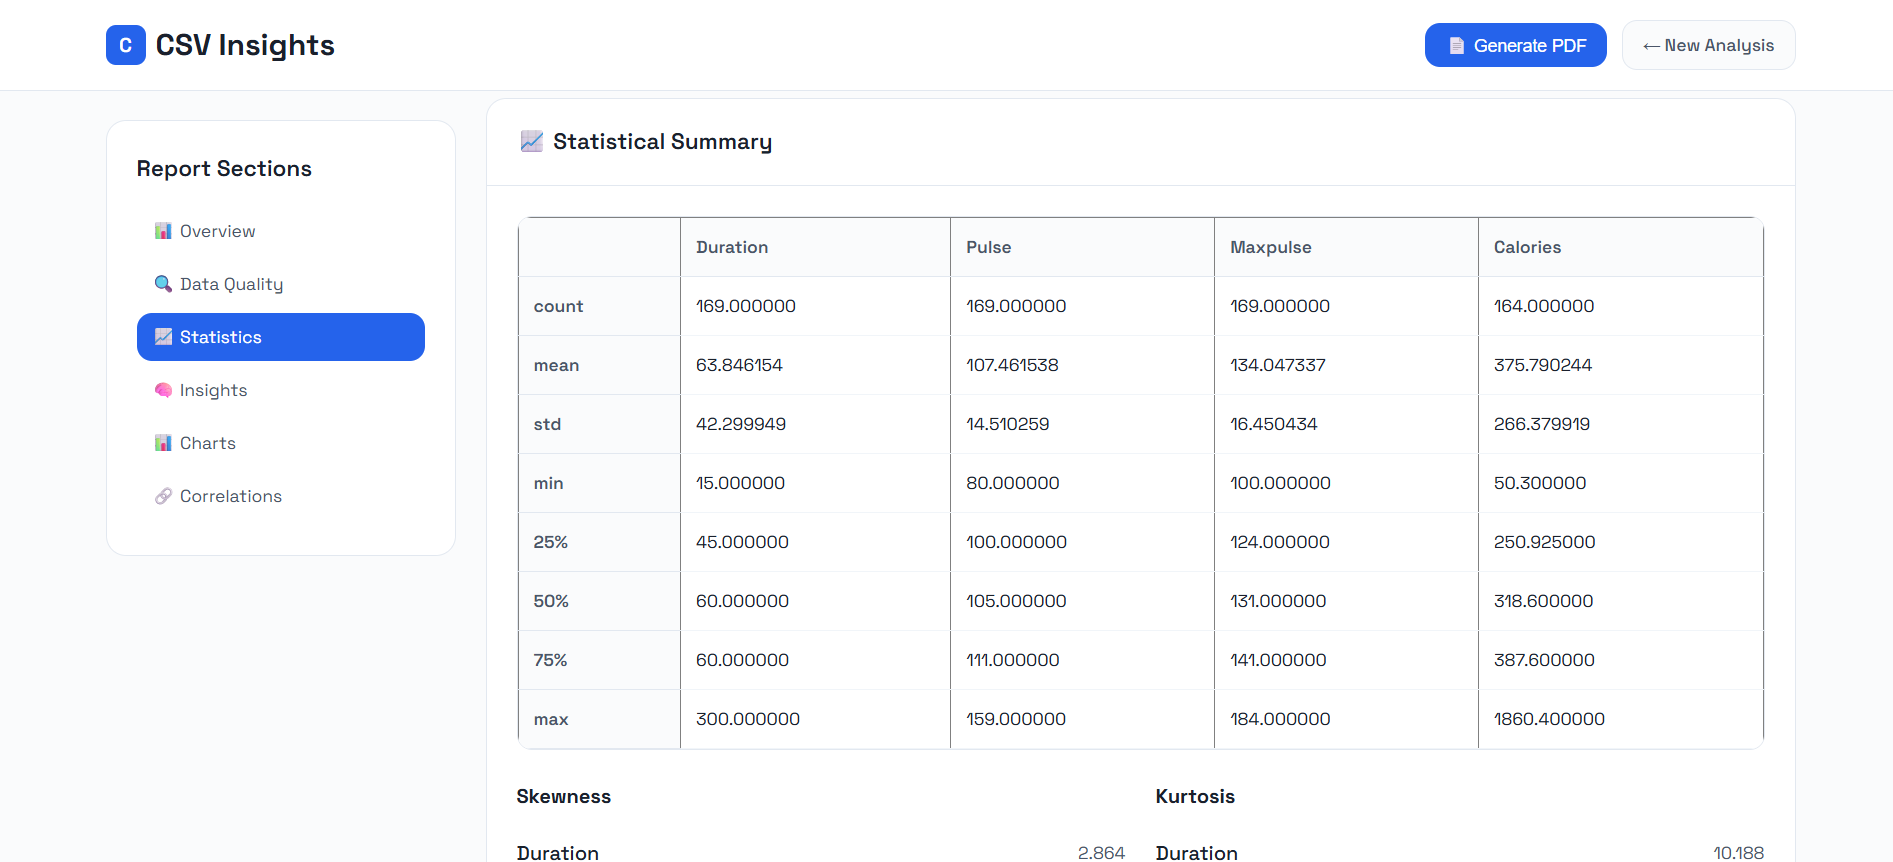 C CSV Insights
Generate PDF
← New Analysis
Report Sections
Overview
Data Quality
Statistics
Insights
Charts
Correlations
Statistical Summary
Duration Pulse Maxpulse Calories
count 169.000000 169.000000 169.000000 164.000000
mean 63.846154 107.461538 134.047337 375.790244
std 42.299949 14.510259 16.450434 266.379919
min 15.000000 80.000000 100.000000 50.300000
25% 45.000000 100.000000 124.000000 250.925000
50% 60.000000 105.000000 131.000000 318.600000
75% 60.000000 111.000000 141.000000 387.600000
max 300.000000 159.000000 184.000000 1860.400000
Skewness
Duration 2.864
Kurtosis
Duration 10.188